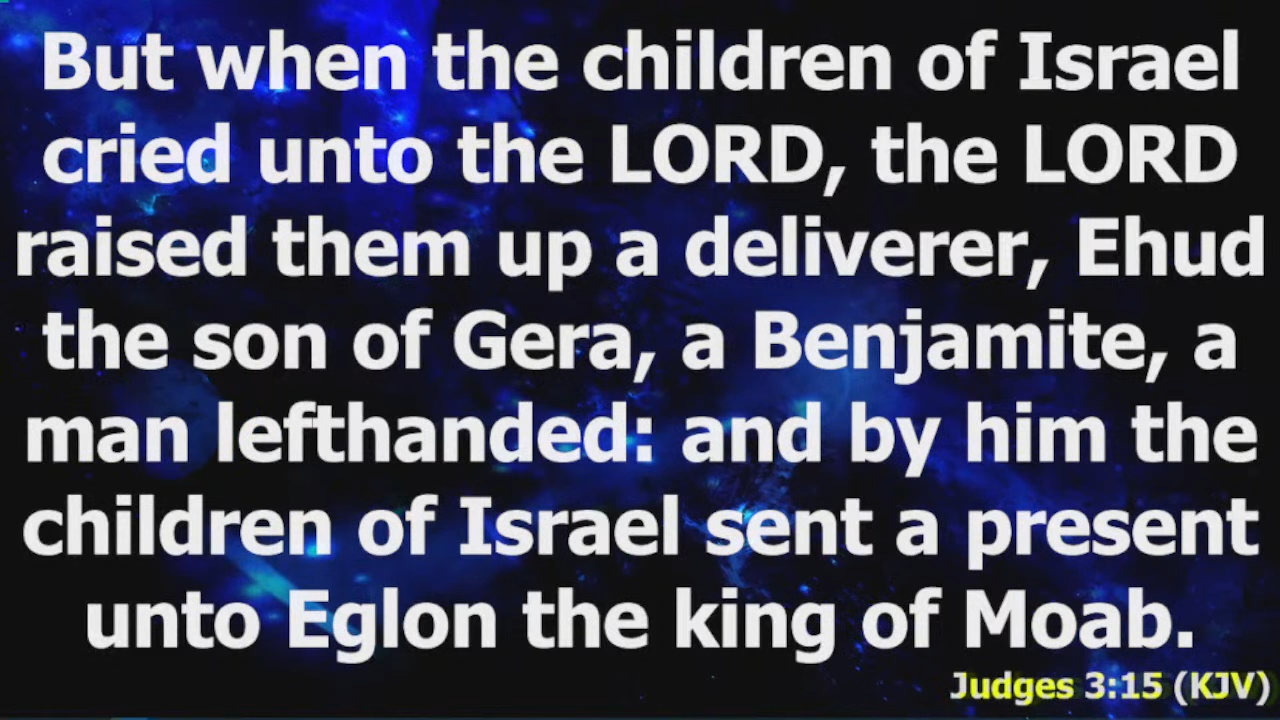 But when the children of Israel
cried unto the LORD, the LORD
raised them up a deliverer, Ehud
the son of Gera, a Benjamite, a
man lefthanded: and by him the
children of Israel sent a present
unto Eglon the king of Moab.
Judges 3:15 (KJV)